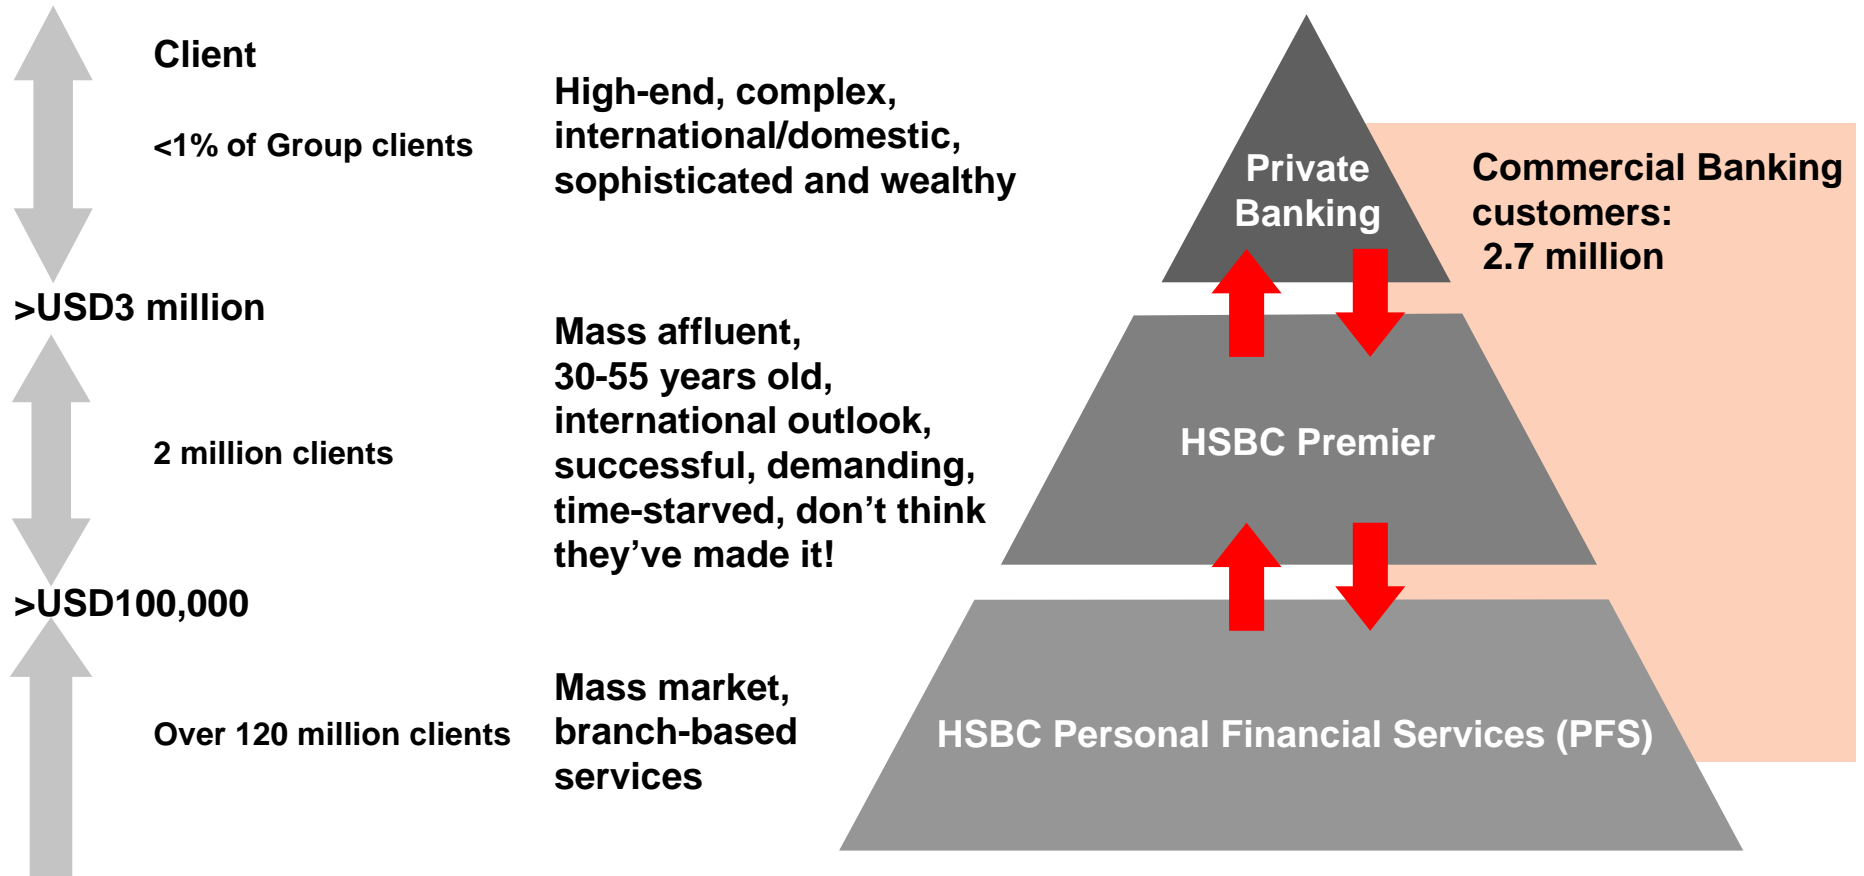 Client
<1% of Group clients
High-end, complex,
international/domestic,
sophisticated and wealthy
Private
Banking
Commercial Banking
customers:
2.7 million
>USD3 million
2 million clients
Mass affluent,
30-55 years old,
international outlook,
successful, demanding,
time-starved, don’t think
they’ve made it!
HSBC Premier
>USD100,000
Over 120 million clients
Mass market,
branch-based
services
HSBC Personal Financial Services (PFS)